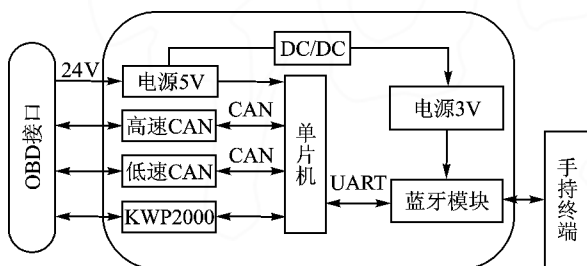 DC/DC
24V
电源5V
电源3V
OBD接口
高速CAN
CAN
单片机
低速CAN
CAN
UART
蓝牙模块
手持终端
KWP2000